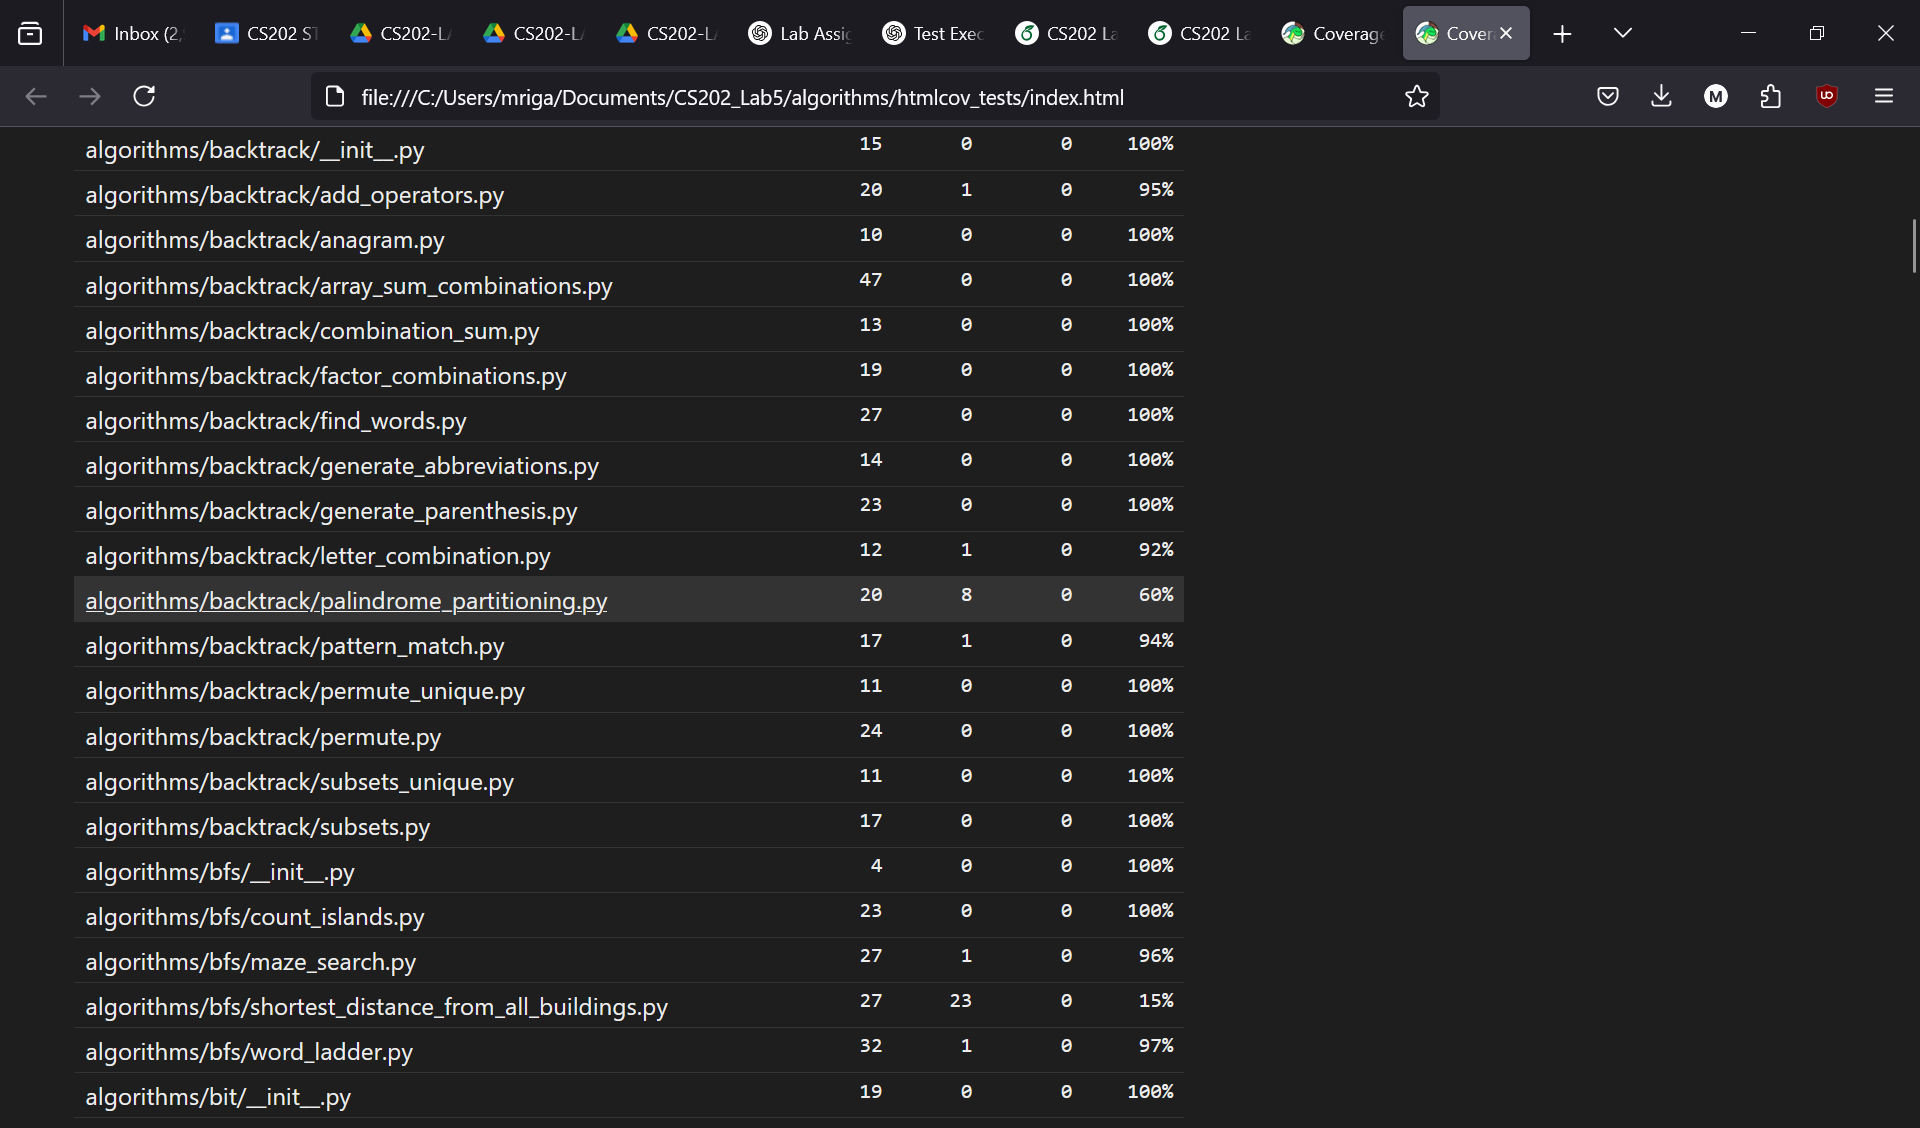 Inbox (2, CS202 ST CS202-LA CS202-LA CS202-LA Lab Assig Test Exec CS202 La CS202 La Coverage Cover
file:///C:/Users/mriga/Documents/CS202_Lab5/algorithms/htmlcov_tests/index.html M
algorithms/backtrack/__init__.py 15 0 0 100%
algorithms/backtrack/add_operators.py 20 1 0 95%
algorithms/backtrack/anagram.py 10 0 0 100%
algorithms/backtrack/array_sum_combinations.py 47 0 0 100%
algorithms/backtrack/combination_sum.py 13 0 0 100%
algorithms/backtrack/factor_combinations.py 19 0 0 100%
algorithms/backtrack/find_words.py 27 0 0 100%
algorithms/backtrack/generate_abbreviations.py 14 0 0 100%
algorithms/backtrack/generate_parenthesis.py 23 0 0 100%
algorithms/backtrack/letter_combination.py 12 1 0 92%
algorithms/backtrack/palindrome_partitioning.py 20 8 0 60%
algorithms/backtrack/pattern_match.py 17 1 0 94%
algorithms/backtrack/permute_unique.py 11 0 0 100%
algorithms/backtrack/permute.py 24 0 0 100%
algorithms/backtrack/subsets_unique.py 11 0 0 100%
algorithms/backtrack/subsets.py 17 0 0 100%
algorithms/bfs/__init__.py 4 0 0 100%
algorithms/bfs/count_islands.py 23 0 0 100%
algorithms/bfs/maze_search.py 27 1 0 96%
algorithms/bfs/shortest_distance_from_all_buildings.py 27 23 0 15%
algorithms/bfs/word_ladder.py 32 1 0 97%
algorithms/bit/__init__.py 19 0 0 100%